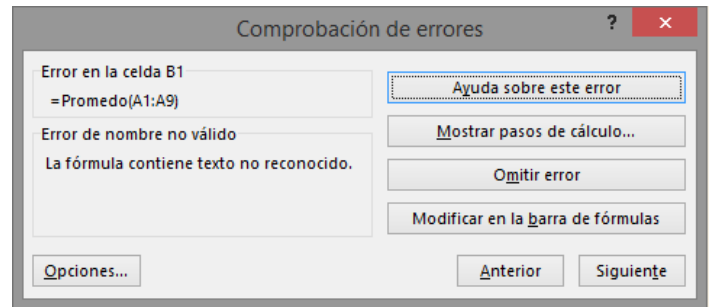 Comprobación de errores
?
×
Error en la celda B1
=Promedo(A1:A9)
Error de nombre no válido
La fórmula contiene texto no reconocido.
Ayuda sobre este error
Mostrar pasos de cálculo...
Omitir error
Modificar en la barra de fórmulas
Opciones...
Anterior
Siguiente